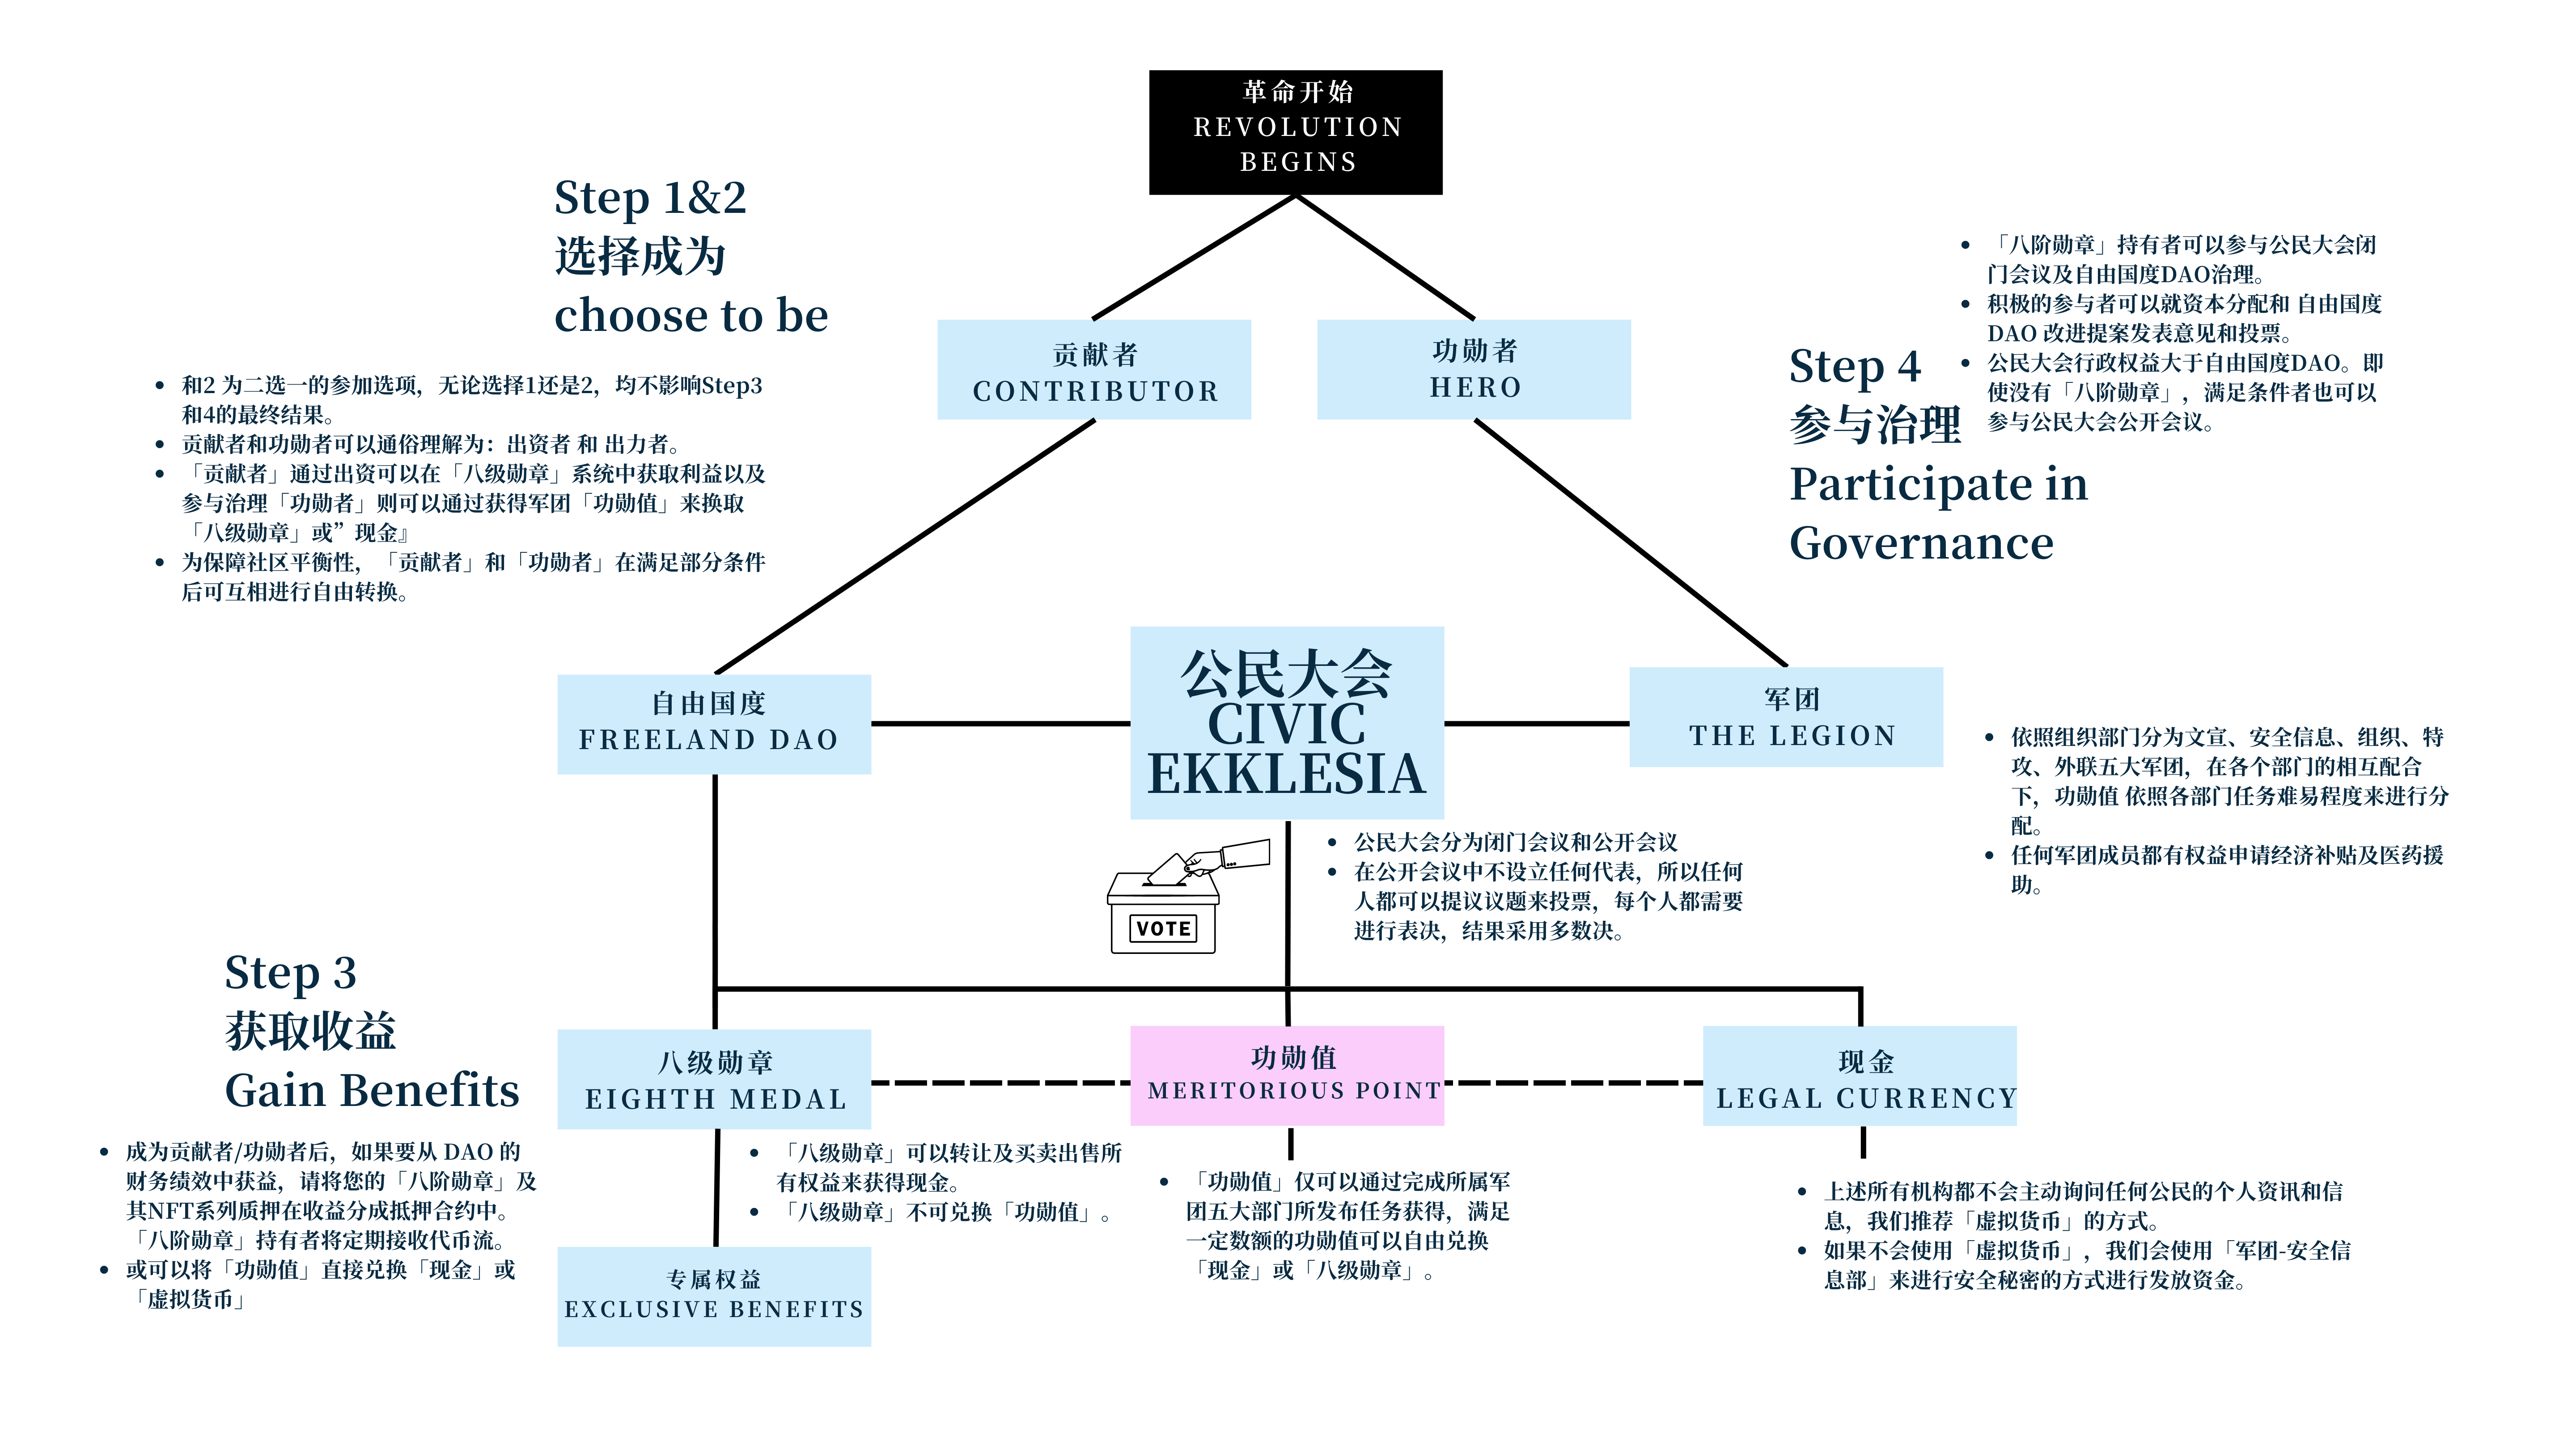 革命开始
REVOLUTION
BEGINS
Step 1&2
选择成为
choose to be
和2 为二选一的参加选项，无论选择1还是2，均不影响Step3
和4的最终结果。
贡献者和功勋者可以通俗理解为：出资者 和 出力者。
「贡献者」通过出资可以在「八级勋章」系统中获取利益以及
参与治理「功勋者」则可以通过获得军团「功勋值」来换取
「八级勋章」或”现金』
为保障社区平衡性，「贡献者」和「功勋者」在满足部分条件
后可互相进行自由转换。
贡献者
CONTRIBUTOR
功勋者
HERO
Step 4
参与治理
Participate in
Governance
「八阶勋章」持有者可以参与公民大会闭
门会议及自由国度DAO治理。
积极的参与者可以就资本分配和 自由国度
DAO 改进提案发表意见和投票。
公民大会行政权益大于自由国度DAO。即
使没有「八阶勋章」，满足条件者也可以
参与公民大会公开会议。
自由国度
FREELAND DAO
公民大会
CIVIC
EKKLESIA
军团
THE LEGION
依照组织部门分为文宣、安全信息、组织、特
攻、外联五大军团，在各个部门的相互配合
下，功勋值 依照各部门任务难易程度来进行分
配。
任何军团成员都有权益申请经济补贴及医药援
助。
VOTE
公民大会分为闭门会议和公开会议
在公开会议中不设立任何代表，所以任何
人都可以提议议题来投票，每个人都需要
进行表决，结果采用多数决。
Step 3
获取收益
Gain Benefits
成为贡献者/功勋者后，如果要从 DAO 的
财务绩效中获益，请将您的「八阶勋章」及
其NFT系列质押在收益分成抵押合约中。
「八阶勋章」持有者将定期接收代币流。
或可以将「功勋值」直接兑换「现金」或
「虚拟货币」
八级勋章
EIGHTH MEDAL
功勋值
MERITORIOUS POINT
现金
LEGAL CURRENCY
「八级勋章」可以转让及买卖出售所
有权益来获得现金。
「八级勋章」不可兑换「功勋值」。
「功勋值」仅可以通过完成所属军
团五大部门所发布任务获得，满足
一定数额的功勋值可以自由兑换
「现金」或「八级勋章」。
上述所有机构都不会主动询问任何公民的个人资讯和信
息，我们推荐「虚拟货币」的方式。
如果不会使用「虚拟货币」，我们会使用「军团-安全信
息部」来进行安全秘密的方式进行发放资金。
专属权益
EXCLUSIVE BENEFITS